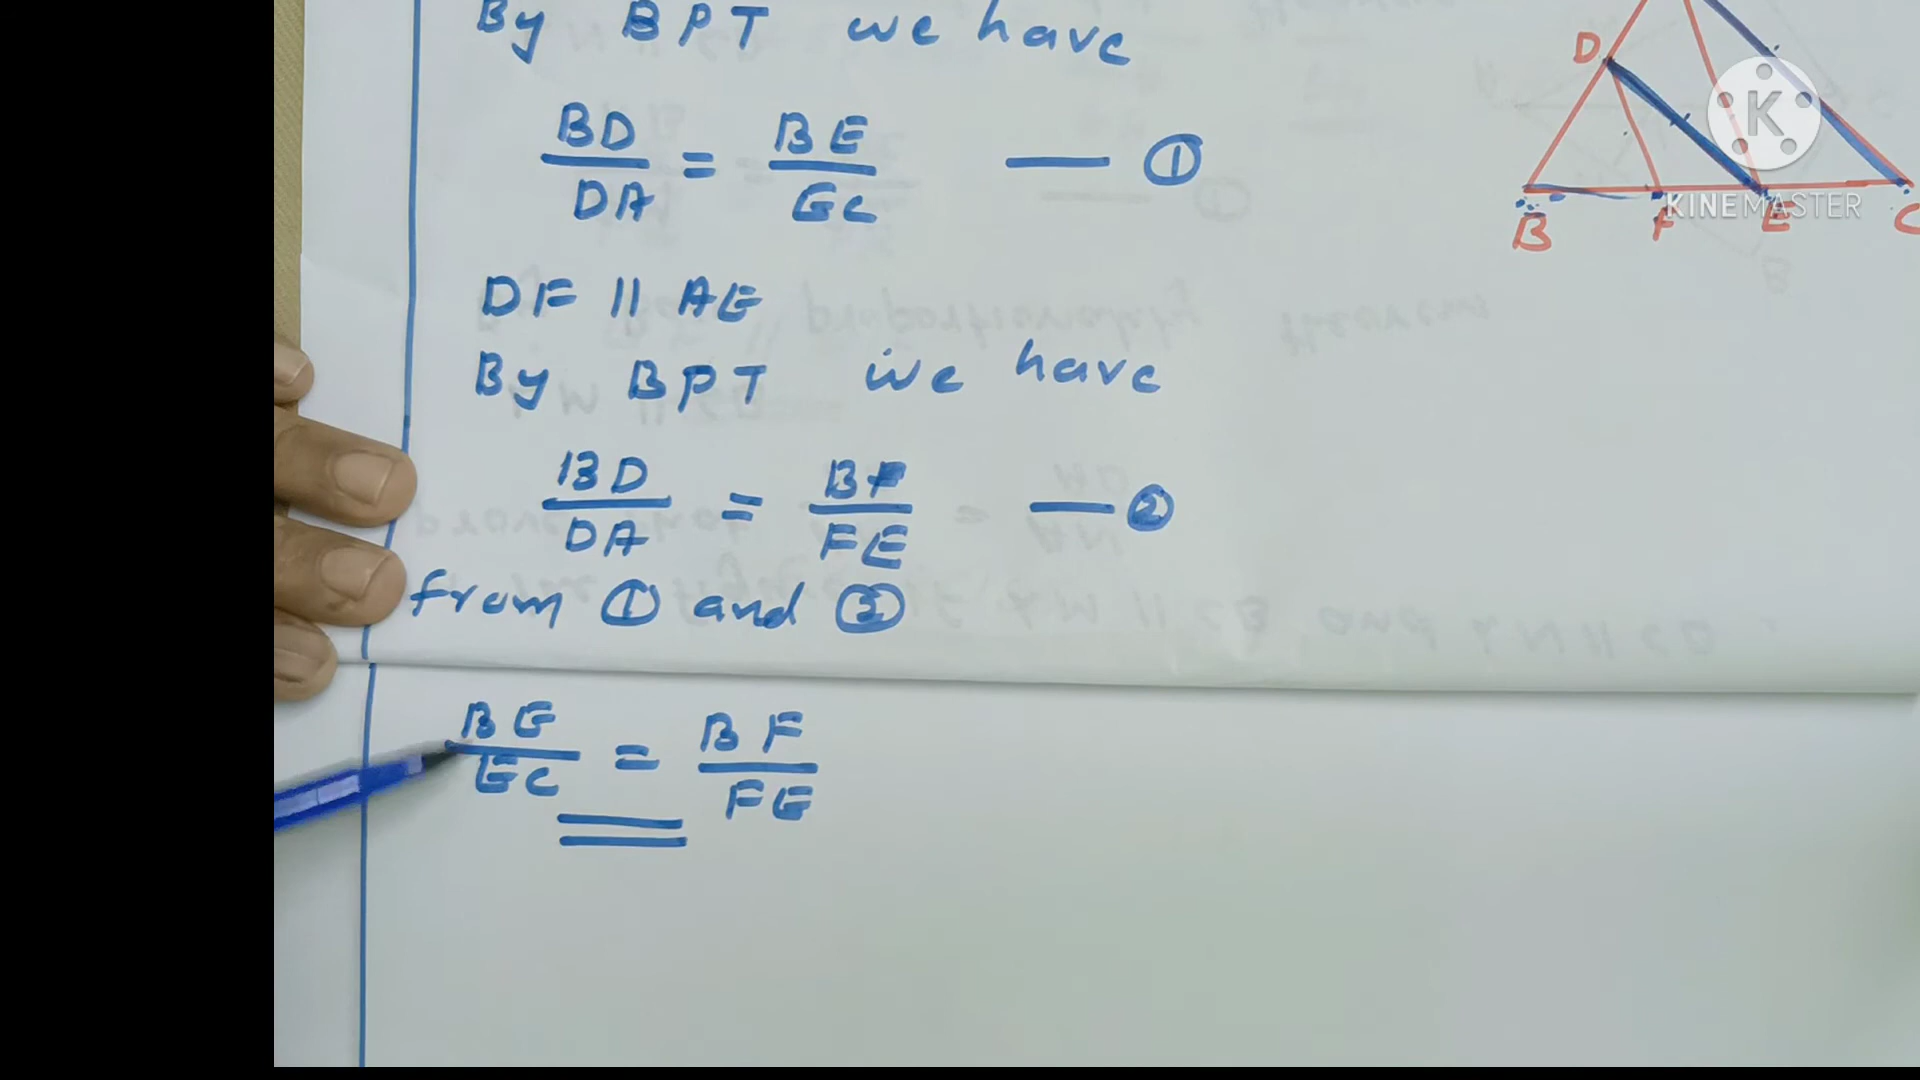 By BPT we have
BD/DA = BE/EC — ①
DF || AE
By BPT we have
BD/DA = BF/FE — ②
from ① and ②
BE/EC = BF/FE
D
B F E C
K
KINEMASTER